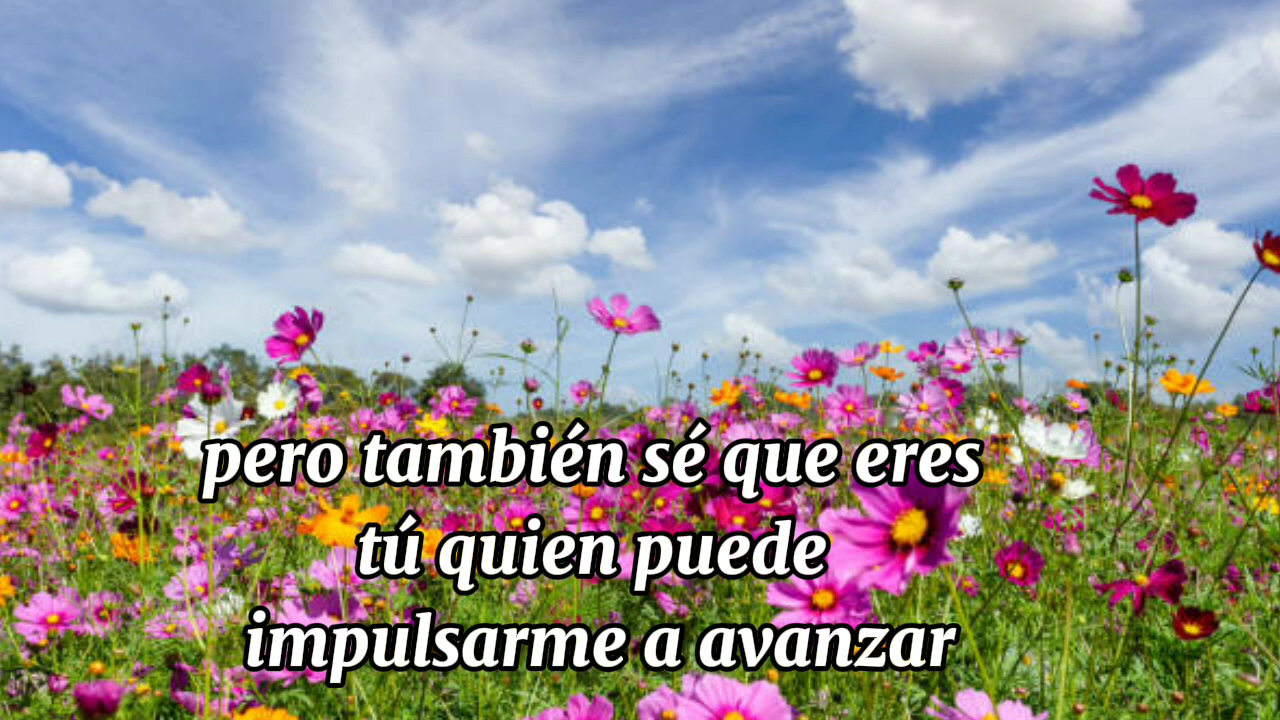 pero también sé que eres
tú quien puede
impulsarme a avanzar